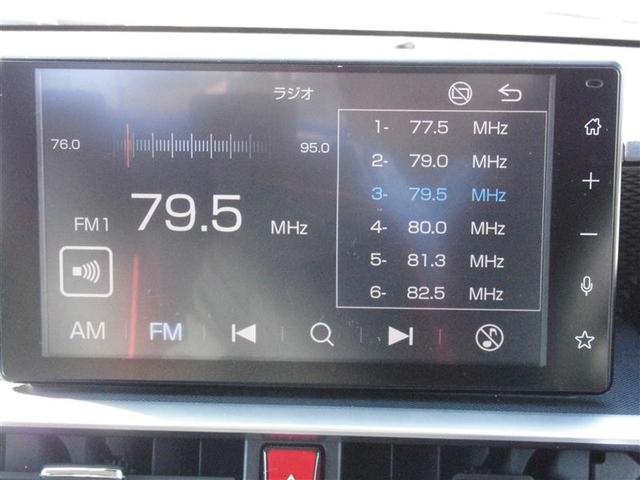 ラジオ
76.0
95.0
FM1 79.5 MHz
1- 77.5 MHz
2- 79.0 MHz
3- 79.5 MHz
4- 80.0 MHz
5- 81.3 MHz
6- 82.5 MHz
AM FM